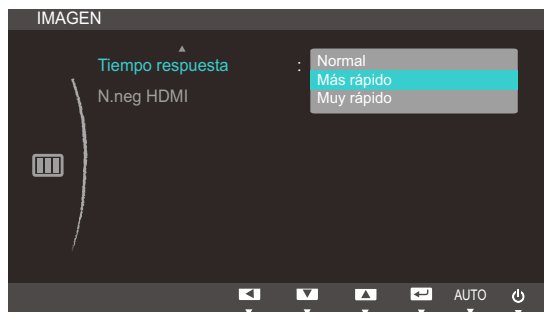 IMAGEN
Tiempo respuesta : Normal
Más rápido
N.neg HDMI
Muy rápido
AUTO